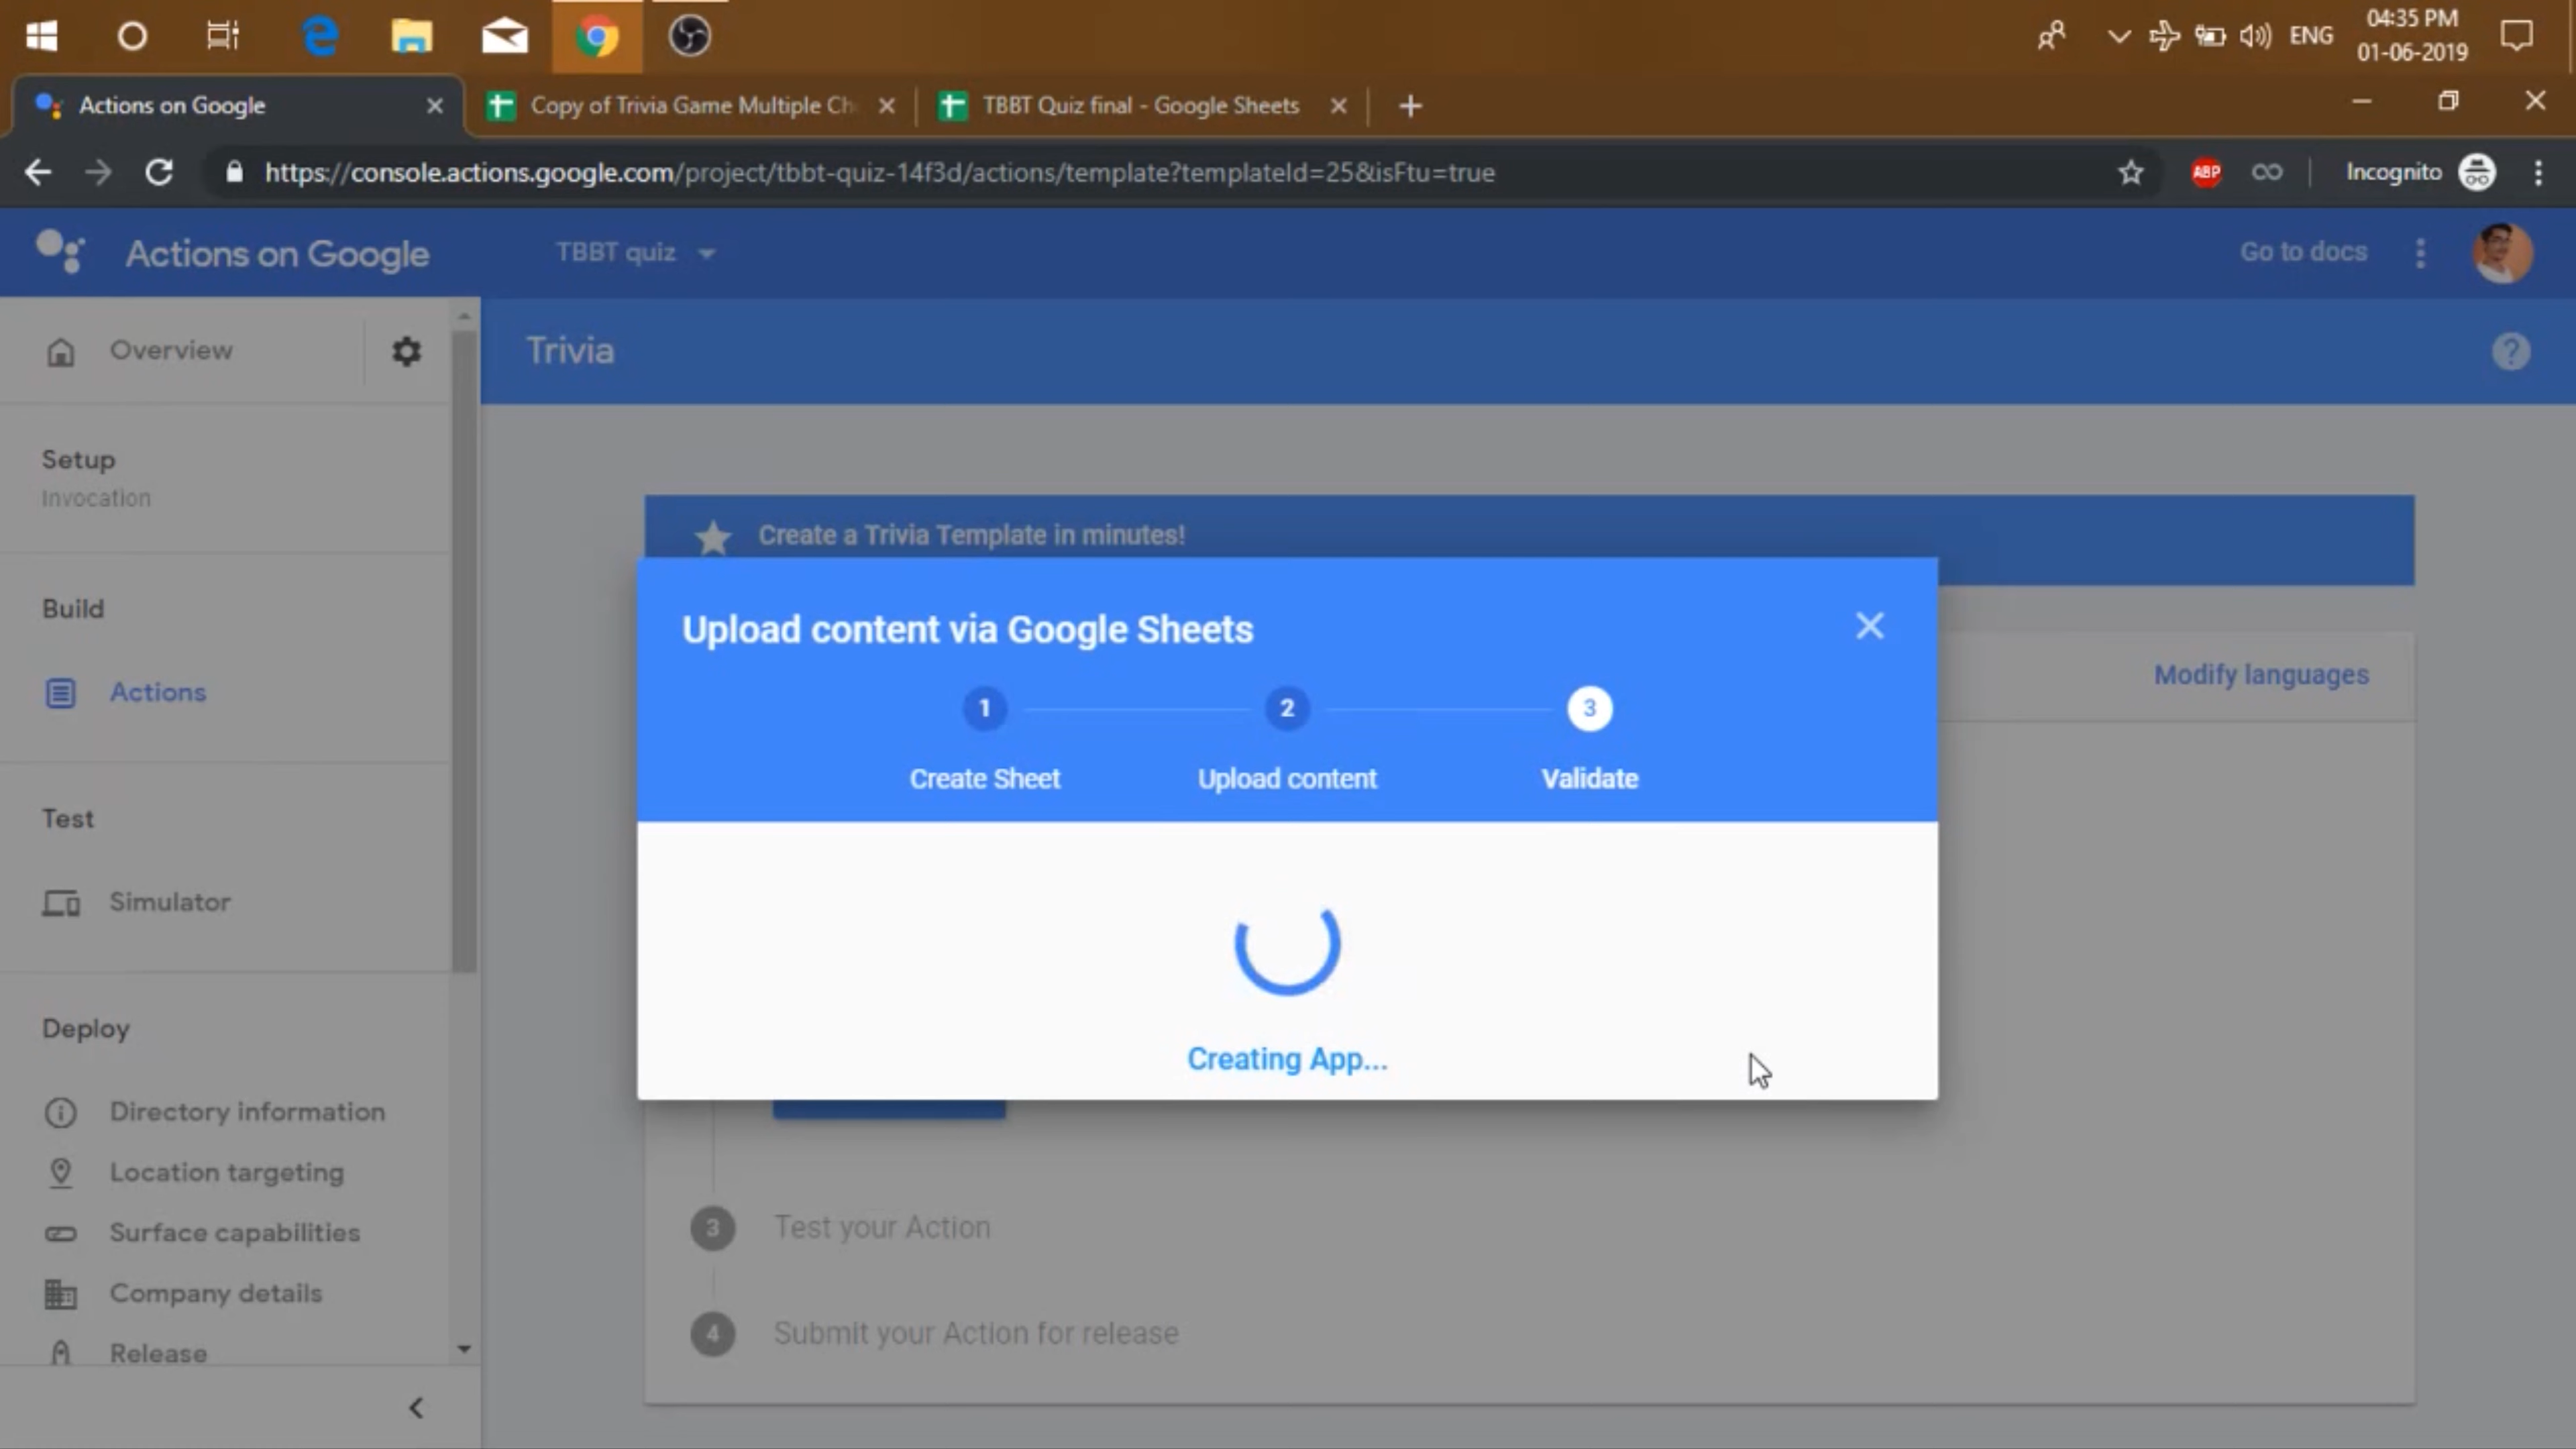 ENG
04:35 PM
01-06-2019
Actions on Google
Copy of Trivia Game Multiple Ch
TBBT Quiz final - Google Sheets
https://console.actions.google.com/project/tbbt-quiz-14f3d/actions/template?templateId=25&isFtu=true
ABP
Incognito
Actions on Google
TBBT quiz
Go to docs
Overview
Trivia
?
Setup
Invocation
Build
Actions
Test
Simulator
Deploy
Directory information
Location targeting
Surface capabilities
Company details
Release
Create a Trivia Template in minutes!
Modify languages
Upload content via Google Sheets
1
2
3
Create Sheet
Upload content
Validate
Creating App...
3 Test your Action
4 Submit your Action for release